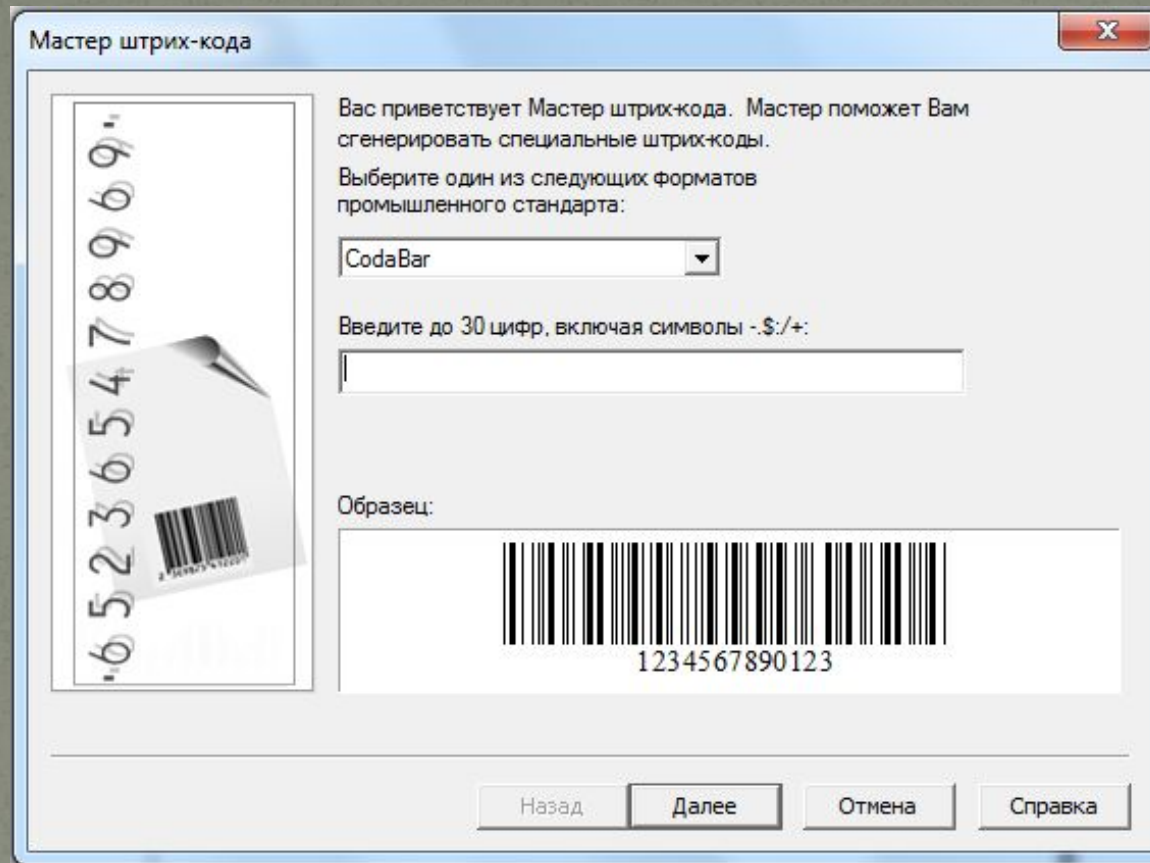 Мастер штрих-кода
Вас приветствует Мастер штрих-кода. Мастер поможет Вам
сгенерировать специальные штрих-коды.
Выберите один из следующих форматов
промышленного стандарта:
CodaBar
Введите до 30 цифр, включая символы -.$:/+:
Образец:
1234567890123
-652365478969-
Назад
Далее
Отмена
Справка